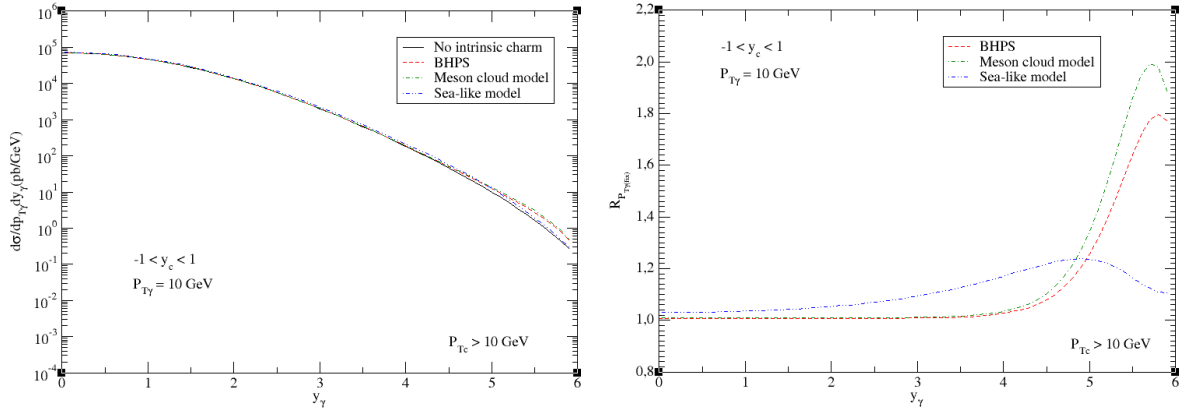 10^5
10^4
10^3
10^2
10^1
10^0
10^-1
10^-2
10^-3
10^-4
dσ/dp_Tγ dy_γ(pb/GeV)
No intrinsic charm
BHPS
Meson cloud model
Sea-like model
-1 < y_c < 1
P_Tγ = 10 GeV
P_Tc > 10 GeV
0 1 2 3 4 5 6
y_γ
2,2
2,0
1,8
1,6
1,4
1,2
1,0
0,8
R_P_Tγ(fix)
-1 < y_c < 1
P_Tγ = 10 GeV
BHPS
Meson cloud model
Sea-like model
P_Tc > 10 GeV
0 1 2 3 4 5 6
y_γ